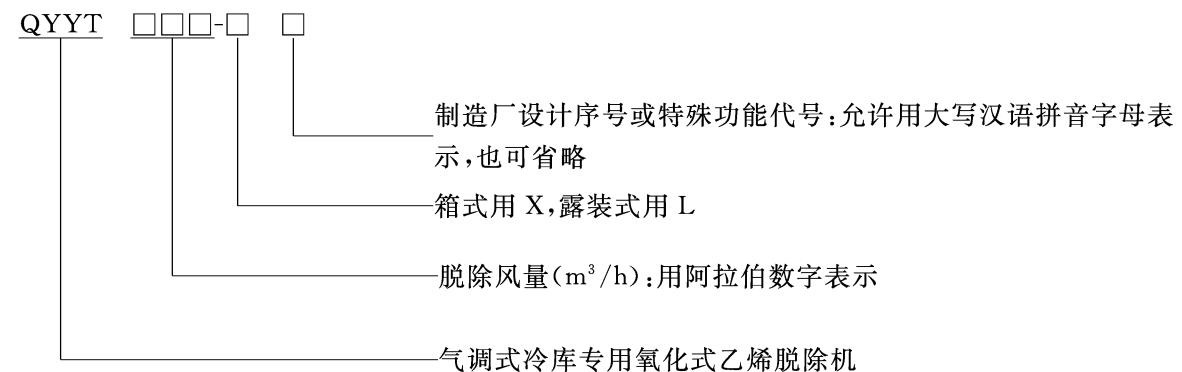 QYYT □□□-□ □
制造厂设计序号或特殊功能代号:允许用大写汉语拼音字母表
示,也可省略
箱式用 X,露装式用 L
脱除风量(m³/h):用阿拉伯数字表示
气调式冷库专用氧化式乙烯脱除机